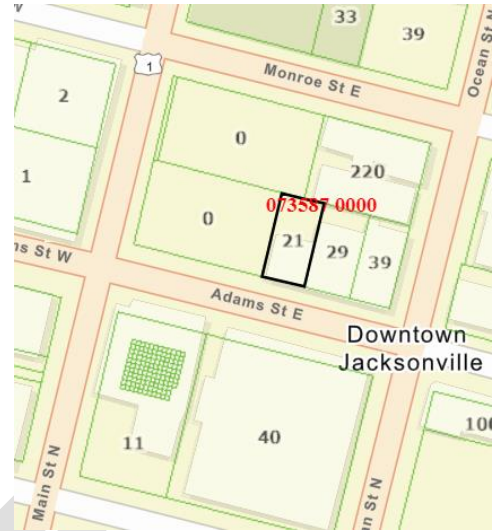 W
33
39
Ocean St N
1
Monroe St E
2
0
220
1
073587 0000
0
21
29
39
ns St W
Adams St E
Downtown
Jacksonville
11
40
100
Main St N
n St N